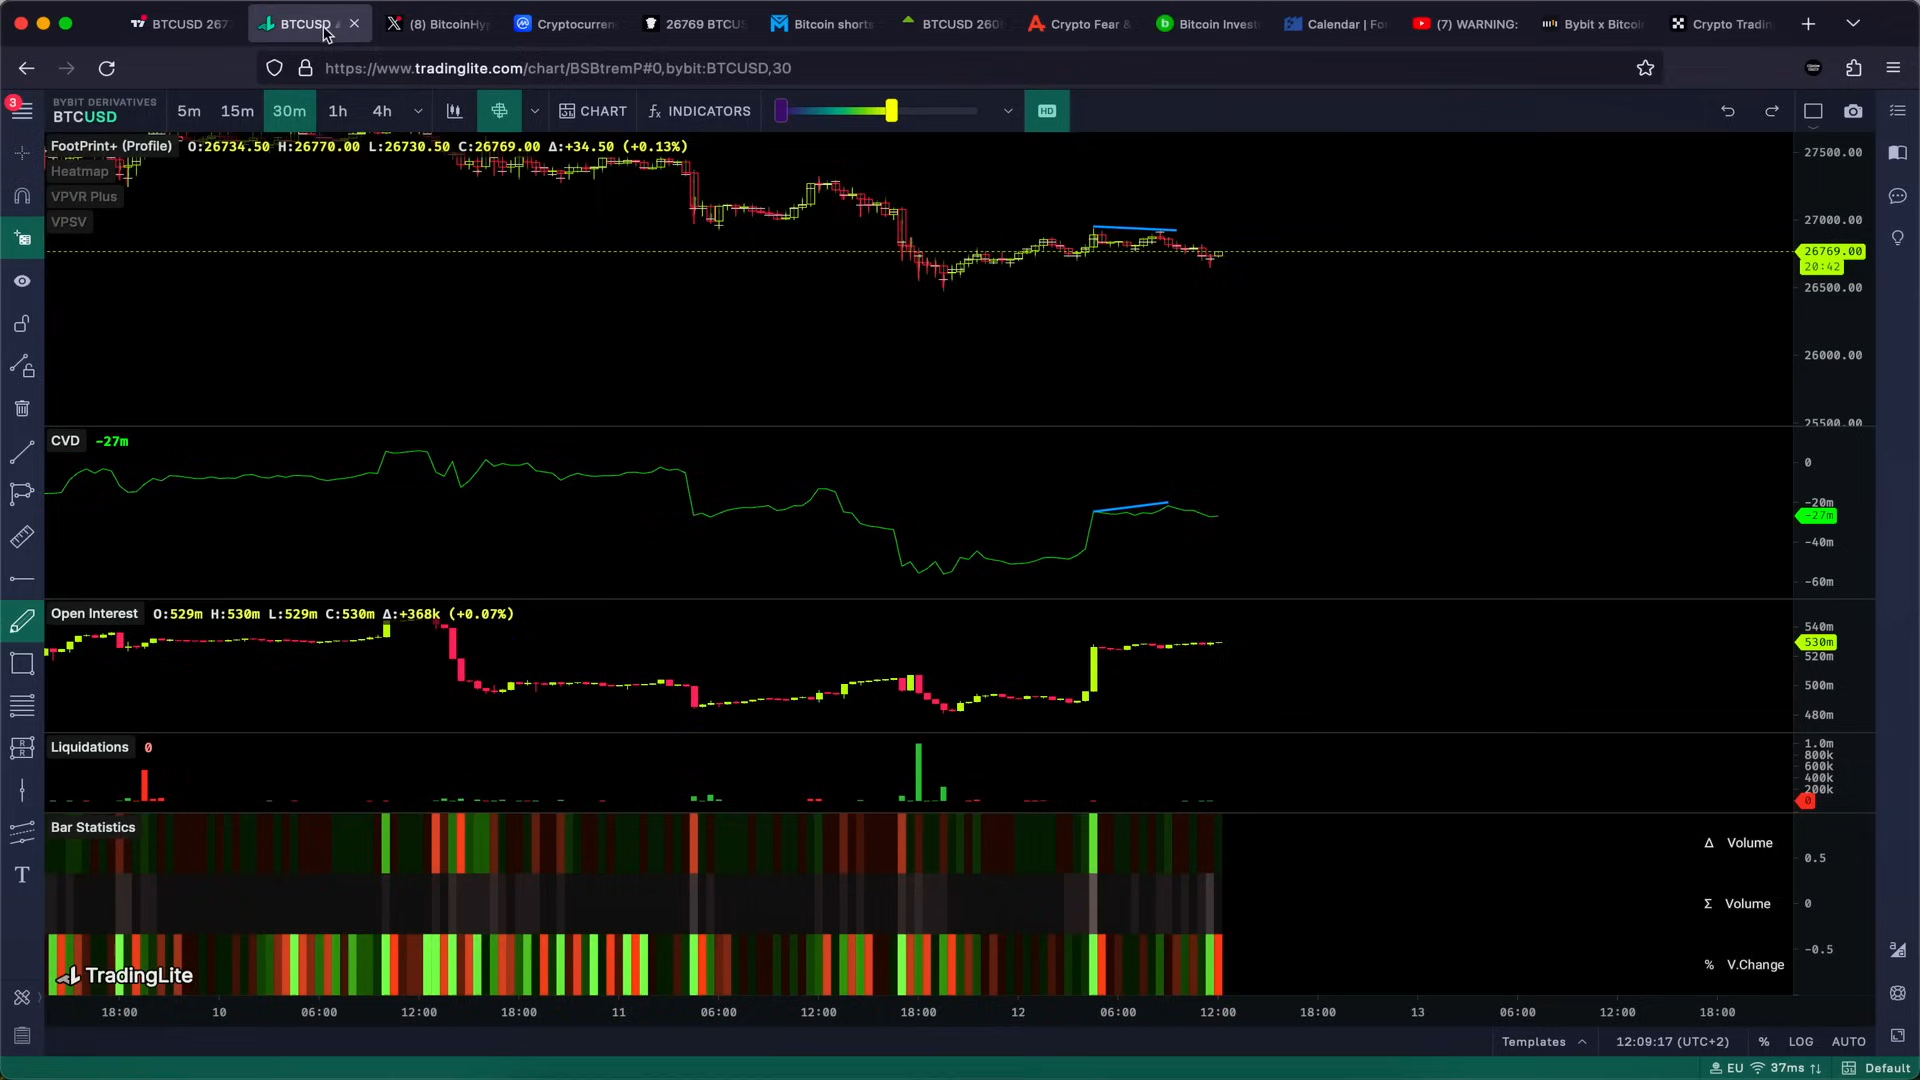 BTCUSD 267
BTCUSD
(8) BitcoinHy
Cryptocurren
26769 BTCUS
Bitcoin shorts
BTCUSD 260
Crypto Fear &
Bitcoin Invest
Calendar | Fo
(7) WARNING:
Bybit x Bitcoi
Crypto Tradin
https://www.tradinglite.com/chart/BSBtremP#0,bybit:BTCUSD,30
3
BYBIT DERIVATIVES
BTCUSD
5m 15m 30m 1h 4h
CHART
INDICATORS
HD
FootPrint+ (Profile) O:26734.50 H:26770.00 L:26730.50 C:26769.00 Δ:+34.50 (+0.13%)
Heatmap
VPVR Plus
VPSV
27500.00
27000.00
26769.00
20:42
26500.00
26000.00
25500.00
CVD -27m
0
-20m
-27m
-40m
-60m
Open Interest O:529m H:530m L:529m C:530m Δ:+368k (+0.07%)
540m
530m
520m
500m
480m
Liquidations 0
1.0m
800k
600k
400k
200k
0
Bar Statistics
Δ Volume
0.5
Σ Volume
0
-0.5
% V.Change
TradingLite
18:00 10 06:00 12:00 18:00 11 06:00 12:00 18:00 12 06:00 12:00 18:00 13 06:00 12:00 18:00
Templates 12:09:17 (UTC+2) % LOG AUTO
EU 37ms Default